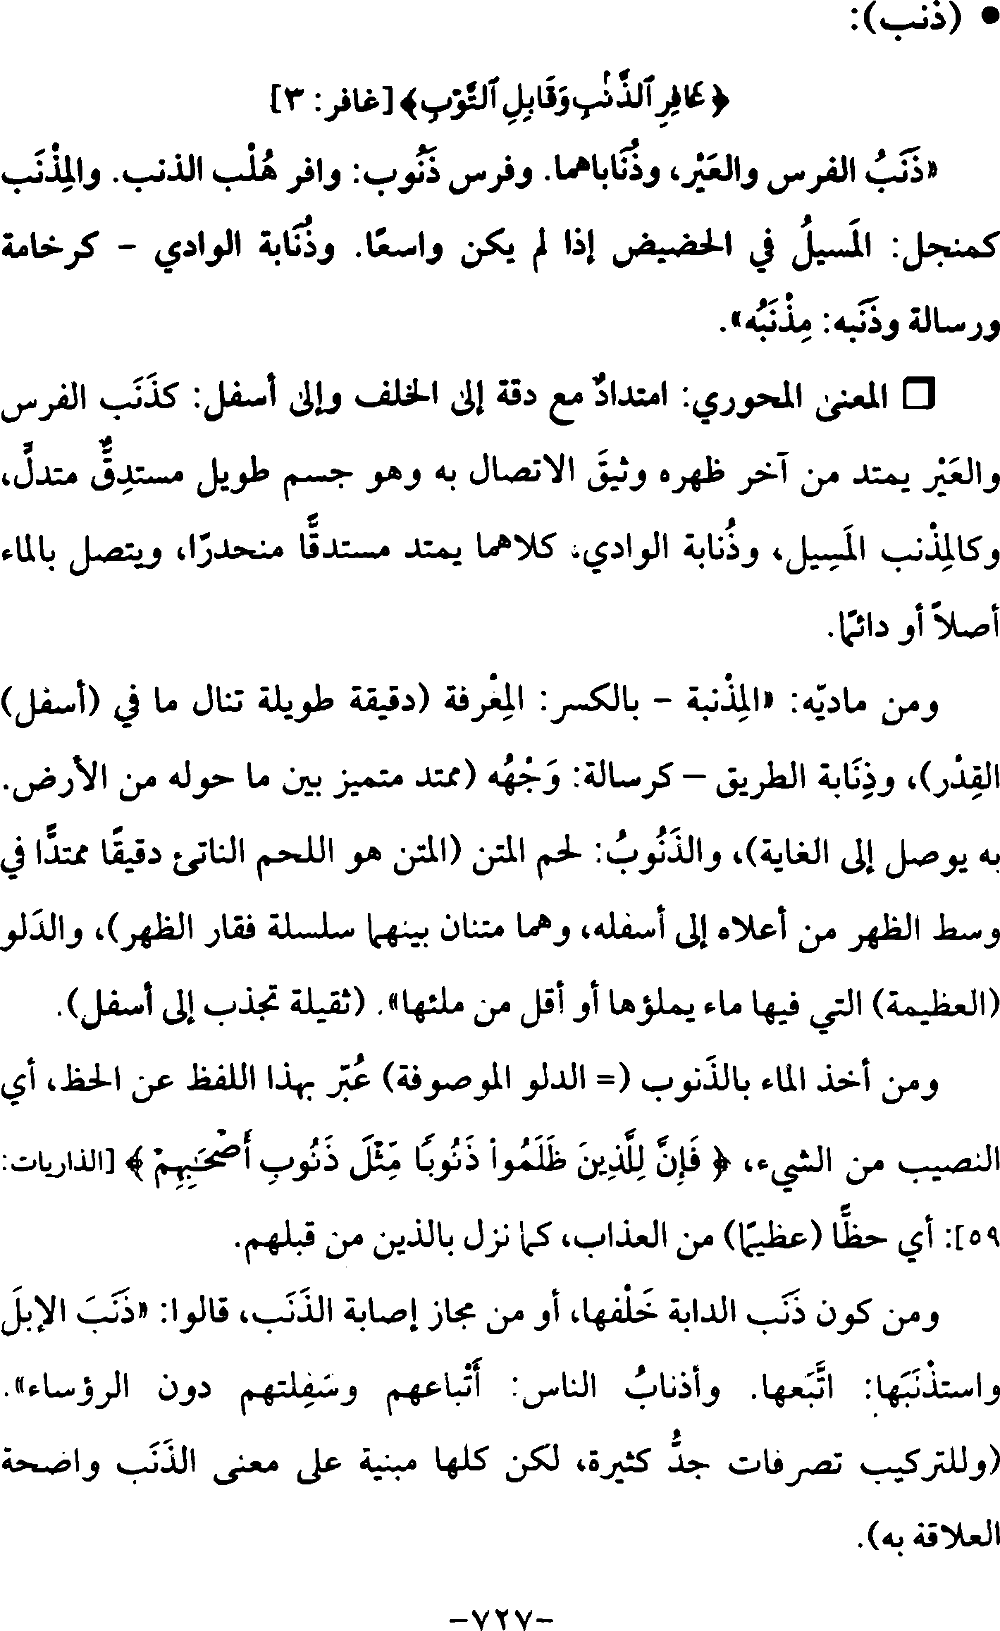 • (ذنب):
﴿غَافِرِ ٱلذَّنۢبِ وَقَابِلِ ٱلتَّوْبِ﴾ [غافر: ٣]
«ذَنَبُ الفرس والعَيْر، وذُنَاباهما. وفرس ذَنُوب: وافر هُلْب الذنب. والمِذْنَب
كمنجل: المَسيلُ في الحضيض إذا لم يكن واسعًا. وذُنَابة الوادي - كرخامة
ورسالة وذَنَبه: مِذْنَبُه».
□ المعنى المحوري: امتدادٌ مع دقة إلى الخلف وإلى أسفل: كذَنَب الفرس
والعَيْر يمتد من آخر ظهره وثيقَ الاتصال به وهو جسم طويل مستدِقٌّ متدلٍّ،
وكالمِذْنب المَسِيل، وذُنابة الوادي، كلاهما يمتد مستدقًّا منحدرًا، ويتصل بالماء
أصلاً أو دائمًا.
ومن ماديّه: «المِذْنبة - بالكسر: المِغْرفة (دقيقة طويلة تنال ما في (أسفل)
القِدْر)، وذِنَابة الطريق - كرسالة: وَجْهُه (ممتد متميز بين ما حوله من الأرض.
به يوصل إلى الغاية)، والذَنُوبُ: لحم المتن (المتن هو اللحم الناتئ دقيقًا ممتدًّا في
وسط الظهر من أعلاه إلى أسفله، وهما متنان بينهما سلسلة فقار الظهر)، والدَلو
(العظيمة) التي فيها ماء يملؤها أو أقل من ملئها». (ثقيلة تجذب إلى أسفل).
ومن أخذ الماء بالذَنوب (= الدلو الموصوفة) عُبّر بهذا اللفظ عن الحظ، أي
النصيب من الشيء، ﴿فَإِنَّ لِلَّذِينَ ظَلَمُوا۟ ذَنُوبًا مِّثْلَ ذَنُوبِ أَصْحَـٰبِهِمْ﴾ [الذاريات:
٥٩]: أي حظًّا (عظيمًا) من العذاب، كما نزل بالذين من قبلهم.
ومن كون ذَنَب الدابة خَلْفها، أو من مجاز إصابة الذَنَب، قالوا: «ذَنَبَ الإبلَ
واستذْنَبَها: اتَّبَعها. وأذنابُ الناس: أَتْباعهم وسَفِلتهم دون الرؤساء».
(وللتركيب تصرفات جدُّ كثيرة، لكن كلها مبنية على معنى الذَنَب واضحة
العلاقة به).
-٧٢٧-